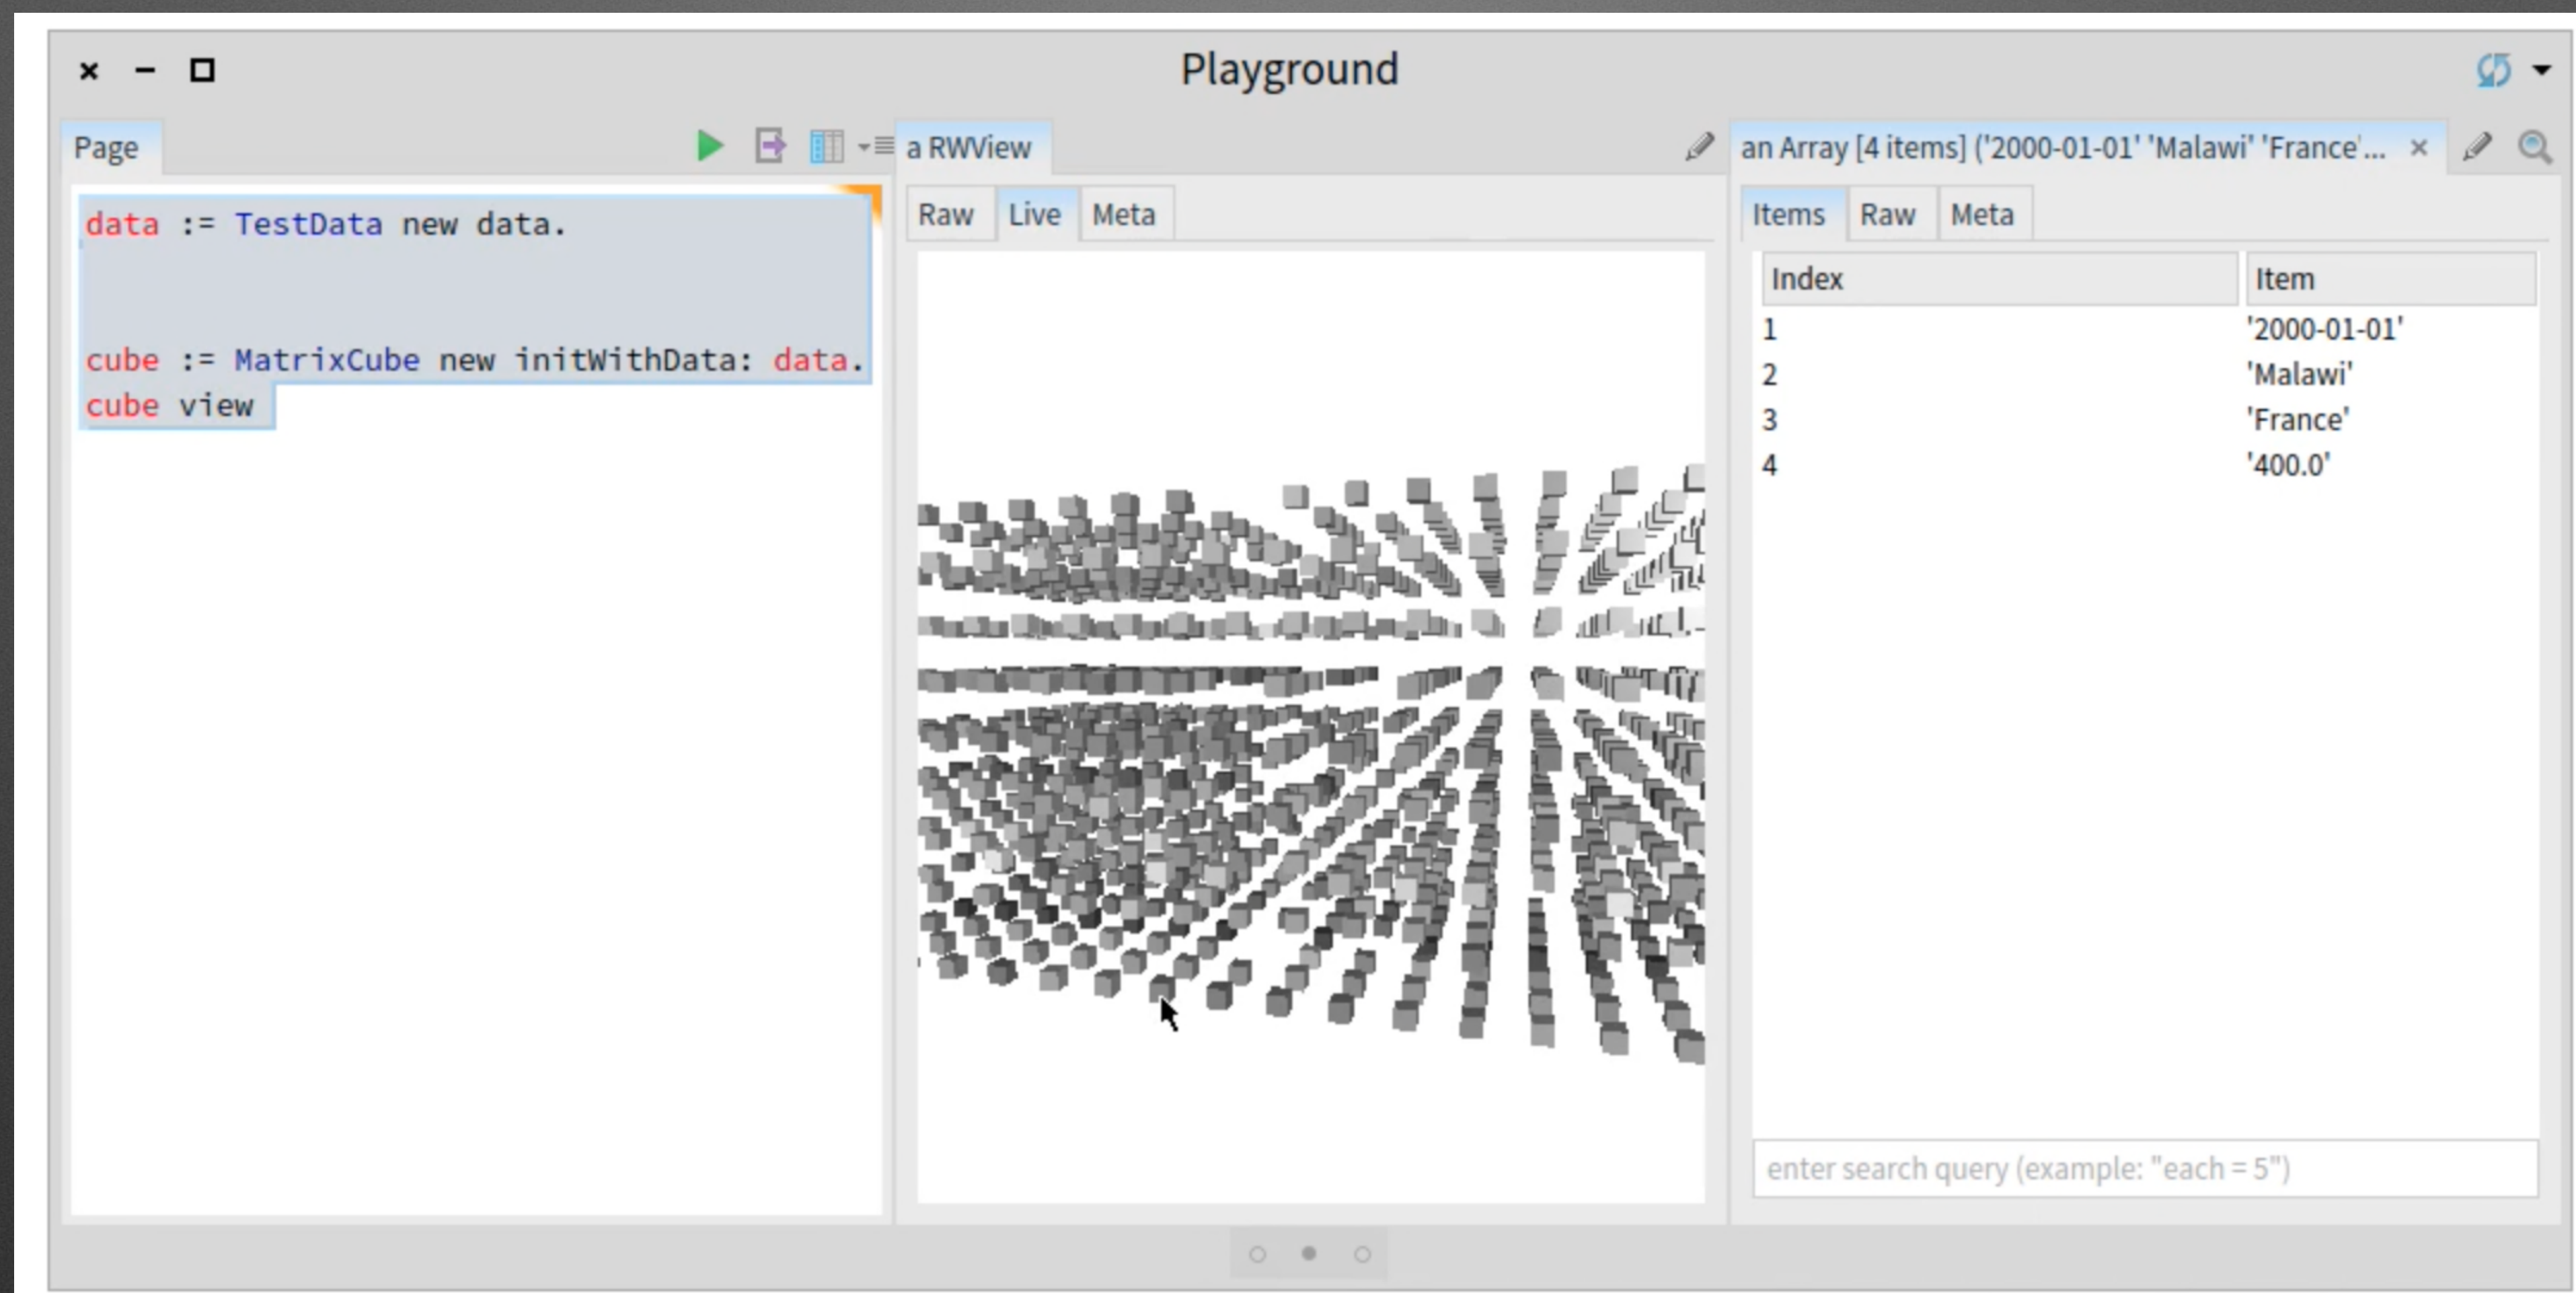 Playground
Page
data := TestData new data.
cube := MatrixCube new initWithData: data.
cube view
a RWView
Raw Live Meta
an Array [4 items] ('2000-01-01' 'Malawi' 'France'...
Items Raw Meta
Index Item
1 '2000-01-01'
2 'Malawi'
3 'France'
4 '400.0'
enter search query (example: "each = 5")